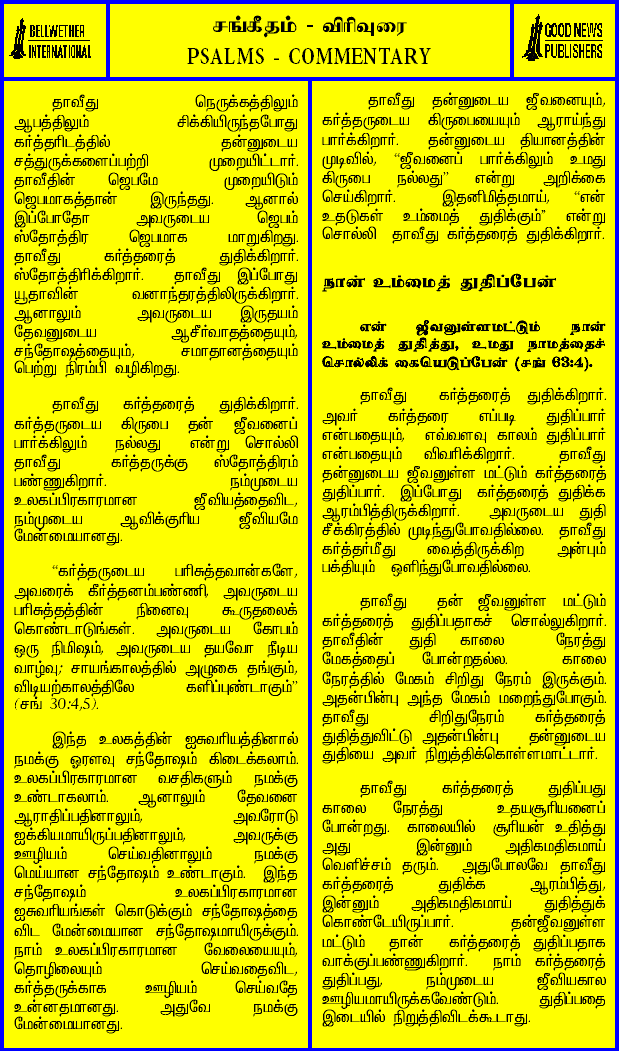 BELLWETHER
INTERNATIONAL
சங்கீதம் - விரிவுரை
PSALMS - COMMENTARY
GOOD NEWS
PUBLISHERS
தாவீது நெருக்கத்திலும்
ஆபத்திலும் சிக்கியிருந்தபோது
கர்த்தரிடத்தில் தன்னுடைய
சத்துருக்களைப்பற்றி முறையிட்டார்.
தாவீதின் ஜெபமே முறையிடும்
ஜெபமாகத்தான் இருந்தது. ஆனால்
இப்போதோ அவருடைய ஜெபம்
ஸ்தோத்திர ஜெபமாக மாறுகிறது.
தாவீது கர்த்தரைத் துதிக்கிறார்.
ஸ்தோத்திரிக்கிறார். தாவீது இப்போது
யூதாவின் வனாந்தரத்திலிருக்கிறார்.
ஆனாலும் அவருடைய இருதயம்
தேவனுடைய ஆசீர்வாதத்தையும்,
சந்தோஷத்தையும், சமாதானத்தையும்
பெற்று நிரம்பி வழிகிறது.
தாவீது கர்த்தரைத் துதிக்கிறார்.
கர்த்தருடைய கிருபை தன் ஜீவனைப்
பார்க்கிலும் நல்லது என்று சொல்லி
தாவீது கர்த்தருக்கு ஸ்தோத்திரம்
பண்ணுகிறார். நம்முடைய
உலகப்பிரகாரமான ஜீவியத்தைவிட,
நம்முடைய ஆவிக்குரிய ஜீவியமே
மேன்மையானது.
“கர்த்தருடைய பரிசுத்தவான்களே,
அவரைக் கீர்த்தனம்பண்ணி, அவருடைய
பரிசுத்தத்தின் நினைவு கூருதலைக்
கொண்டாடுங்கள். அவருடைய கோபம்
ஒரு நிமிஷம், அவருடைய தயவோ நீடிய
வாழ்வு; சாயங்காலத்தில் அழுகை தங்கும்,
விடியற்காலத்திலே களிப்புண்டாகும்”
(சங் 30:4,5).
இந்த உலகத்தின் ஐசுவரியத்தினால்
நமக்கு ஓரளவு சந்தோஷம் கிடைக்கலாம்.
உலகப்பிரகாரமான வசதிகளும் நமக்கு
உண்டாகலாம். ஆனாலும் தேவனை
ஆராதிப்பதினாலும், அவரோடு
ஐக்கியமாயிருப்பதினாலும், அவருக்கு
ஊழியம் செய்வதினாலும் நமக்கு
மெய்யான சந்தோஷம் உண்டாகும். இந்த
சந்தோஷம் உலகப்பிரகாரமான
ஐசுவரியங்கள் கொடுக்கும் சந்தோஷத்தை
விட மேன்மையான சந்தோஷமாயிருக்கும்.
நாம் உலகப்பிரகாரமான வேலையையும்,
தொழிலையும் செய்வதைவிட,
கர்த்தருக்காக ஊழியம் செய்வதே
உன்னதமானது. அதுவே நமக்கு
மேன்மையானது.
தாவீது தன்னுடைய ஜீவனையும்,
கர்த்தருடைய கிருபையையும் ஆராய்ந்து
பார்க்கிறார். தன்னுடைய தியானத்தின்
முடிவில், “ஜீவனைப் பார்க்கிலும் உமது
கிருபை நல்லது” என்று அறிக்கை
செய்கிறார். இதனிமித்தமாய், “என்
உதடுகள் உம்மைத் துதிக்கும்” என்று
சொல்லி தாவீது கர்த்தரைத் துதிக்கிறார்.
நான் உம்மைத் துதிப்பேன்
என் ஜீவனுள்ளமட்டும் நான்
உம்மைத் துதித்து, உமது நாமத்தைச்
சொல்லிக் கையெடுப்பேன் (சங் 63:4).
தாவீது கர்த்தரைத் துதிக்கிறார்.
அவர் கர்த்தரை எப்படி துதிப்பார்
என்பதையும், எவ்வளவு காலம் துதிப்பார்
என்பதையும் விவரிக்கிறார். தாவீது
தன்னுடைய ஜீவனுள்ள மட்டும் கர்த்தரைத்
துதிப்பார். இப்போது கர்த்தரைத் துதிக்க
ஆரம்பித்திருக்கிறார். அவருடைய துதி
சீக்கிரத்தில் முடிந்துபோவதில்லை. தாவீது
கர்த்தர்மீது வைத்திருக்கிற அன்பும்
பக்தியும் ஒளிந்துபோவதில்லை.
தாவீது தன் ஜீவனுள்ள மட்டும்
கர்த்தரைத் துதிப்பதாகச் சொல்லுகிறார்.
தாவீதின் துதி காலை நேரத்து
மேகத்தைப் போன்றதல்ல. காலை
நேரத்தில் மேகம் சிறிது நேரம் இருக்கும்.
அதன்பின்பு அந்த மேகம் மறைந்துபோகும்.
தாவீது சிறிதுநேரம் கர்த்தரைத்
துதித்துவிட்டு அதன்பின்பு தன்னுடைய
துதியை அவர் நிறுத்திக்கொள்ளமாட்டார்.
தாவீது கர்த்தரைத் துதிப்பது
காலை நேரத்து உதயசூரியனைப்
போன்றது. காலையில் சூரியன் உதித்து
அது இன்னும் அதிகமதிகமாய்
வெளிச்சம் தரும். அதுபோலவே தாவீது
கர்த்தரைத் துதிக்க ஆரம்பித்து,
இன்னும் அதிகமதிகமாய் துதித்துக்
கொண்டேயிருப்பார். தன்ஜீவனுள்ள
மட்டும் தான் கர்த்தரைத் துதிப்பதாக
வாக்குப்பண்ணுகிறார். நாம் கர்த்தரைத்
துதிப்பது, நம்முடைய ஜீவியகால
ஊழியமாயிருக்கவேண்டும். துதிப்பதை
இடையில் நிறுத்திவிடக்கூடாது.